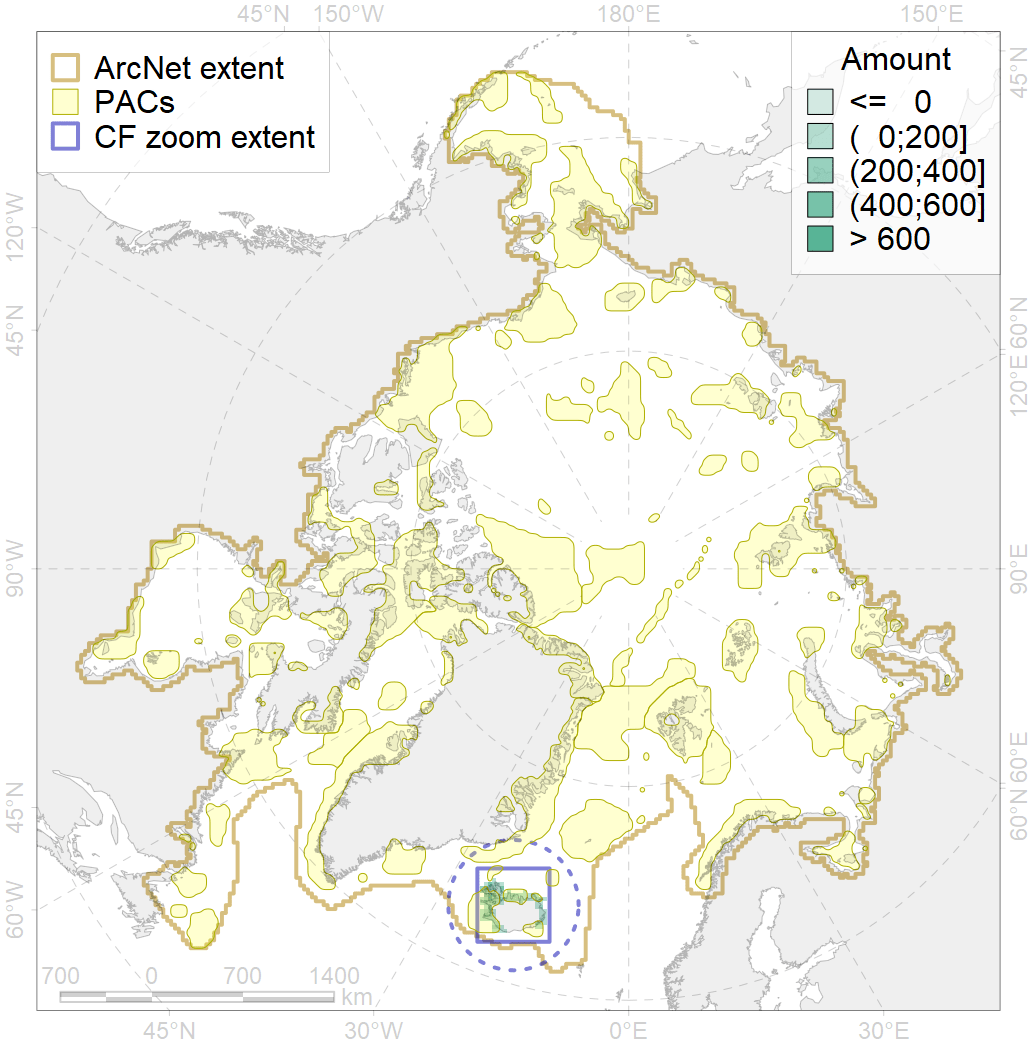 45°N 150°W 180°E 150°E
ArcNet extent
PACs
CF zoom extent
Amount
<= 0
( 0;200]
(200;400]
(400;600]
> 600
45°N
60°N
120°E
90°E
60°E
60°N
120°W
45°N
90°W
45°N
60°W
700 0 700 1400
km
45°N 30°W 0°E 30°E